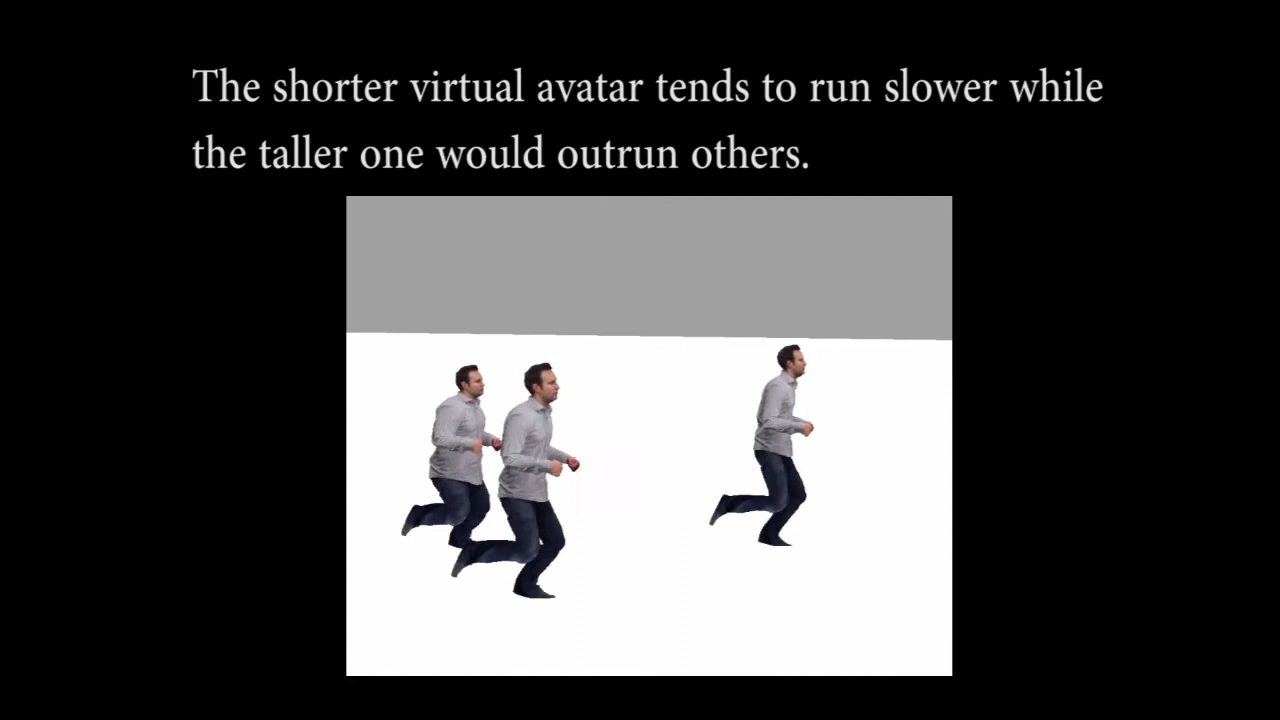 The shorter virtual avatar tends to run slower while
the taller one would outrun others.